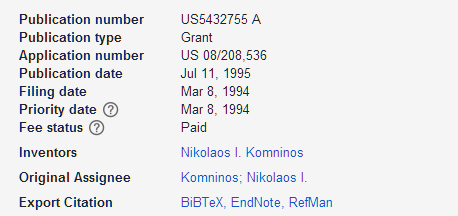 Publication number US5432755 A
Publication type Grant
Application number US 08/208,536
Publication date Jul 11, 1995
Filing date Mar 8, 1994
Priority date ? Mar 8, 1994
Fee status ? Paid
Inventors Nikolaos I. Komninos
Original Assignee Komninos; Nikolaos I.
Export Citation BiBTeX, EndNote, RefMan